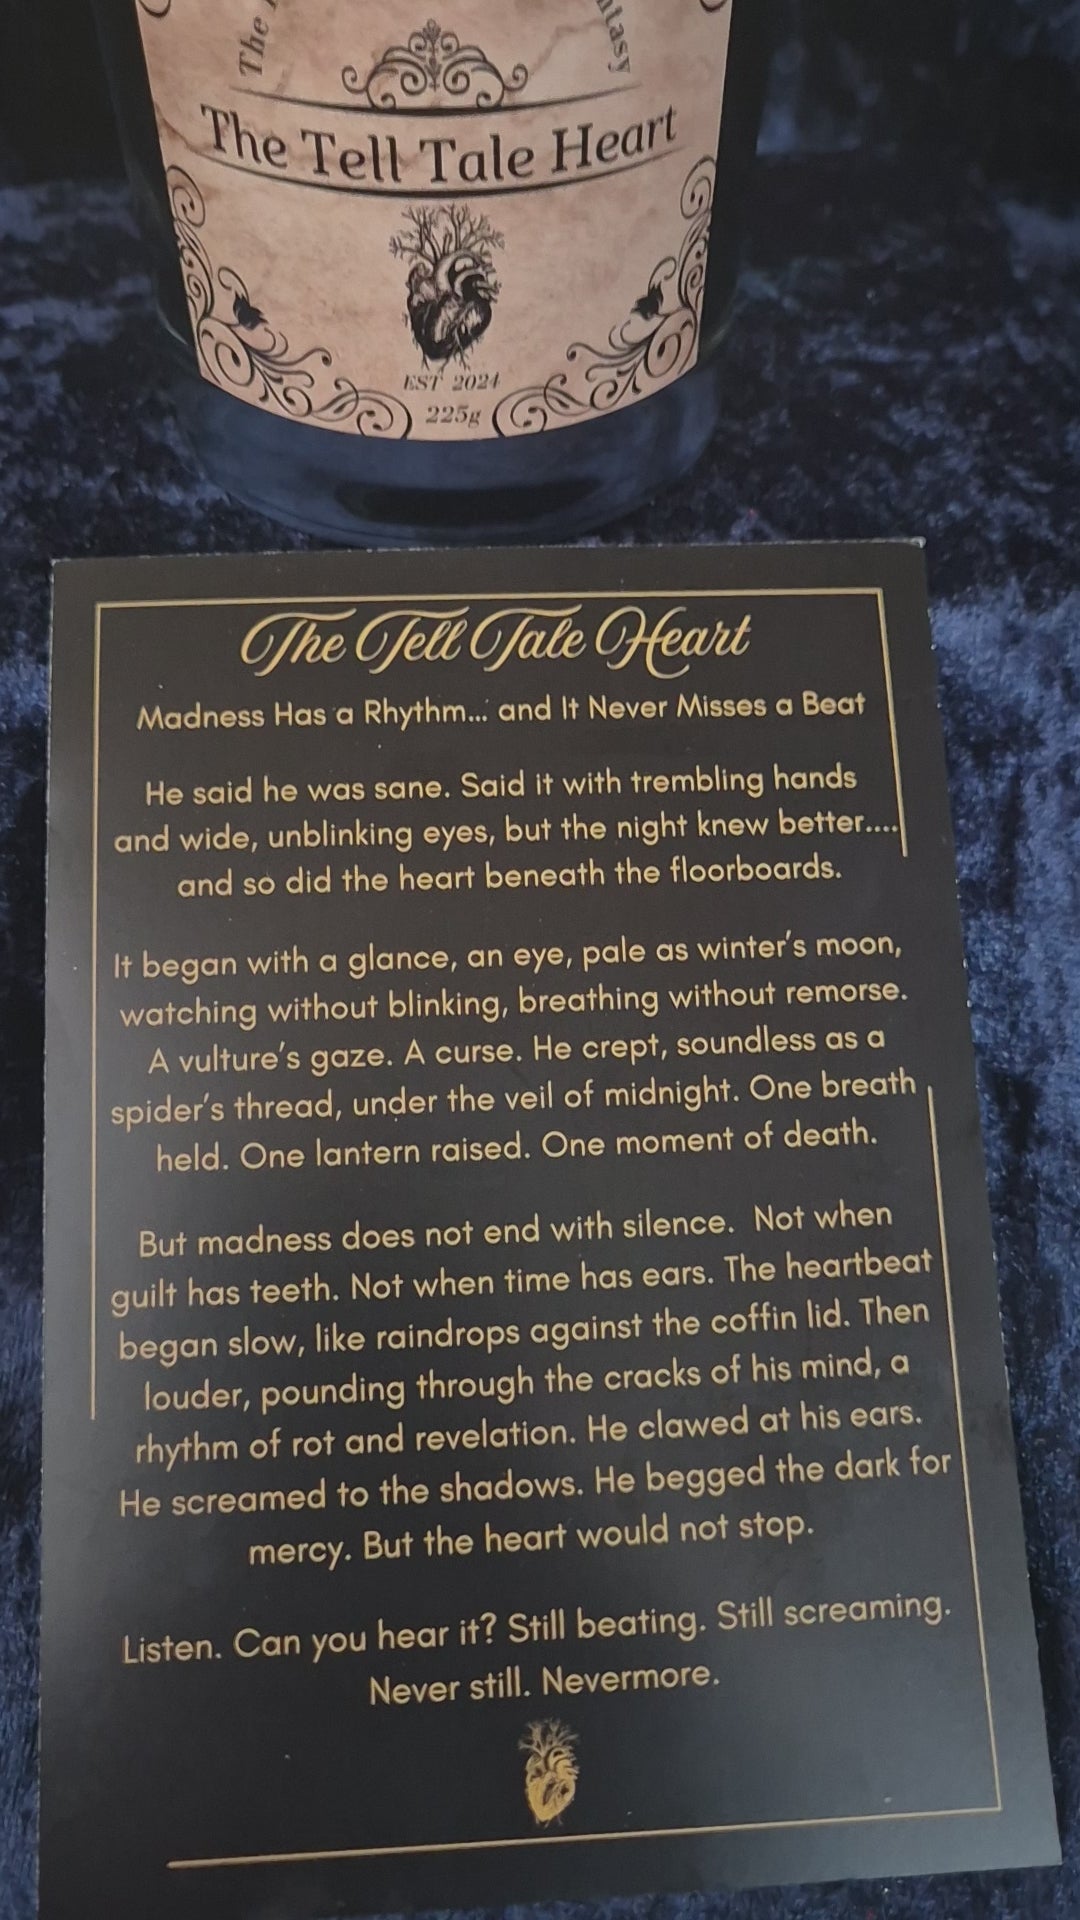 The
The Tell Tale Heart
EST 2024
225g
The Tell Tale Heart
Madness Has a Rhythm... and It Never Misses a Beat
He said he was sane. Said it with trembling hands
and wide, unblinking eyes, but the night knew better....
and so did the heart beneath the floorboards.
It began with a glance, an eye, pale as winter's moon,
watching without blinking, breathing without remorse.
A vulture's gaze. A curse. He crept, soundless as a
spider's thread, under the veil of midnight. One breath
held. One lantern raised. One moment of death.
But madness does not end with silence. Not when
guilt has teeth. Not when time has ears. The heartbeat
began slow, like raindrops against the coffin lid. Then
louder, pounding through the cracks of his mind, a
rhythm of rot and revelation. He clawed at his ears.
He screamed to the shadows. He begged the dark for
mercy. But the heart would not stop.
Listen. Can you hear it? Still beating. Still screaming.
Never still. Nevermore.